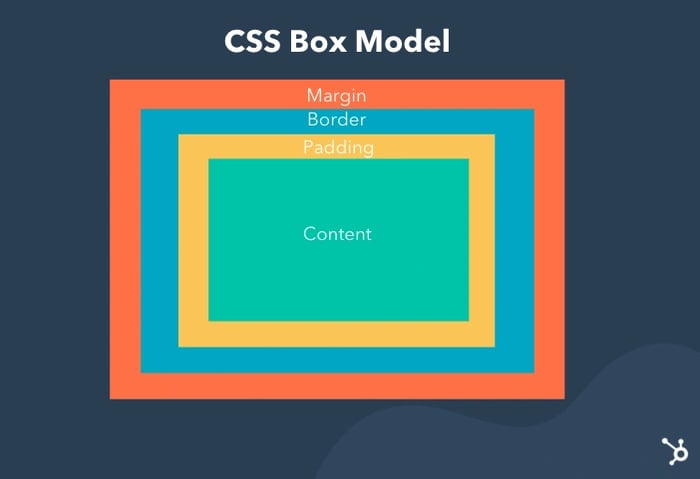 CSS Box Model
Margin
Border
Padding
Content